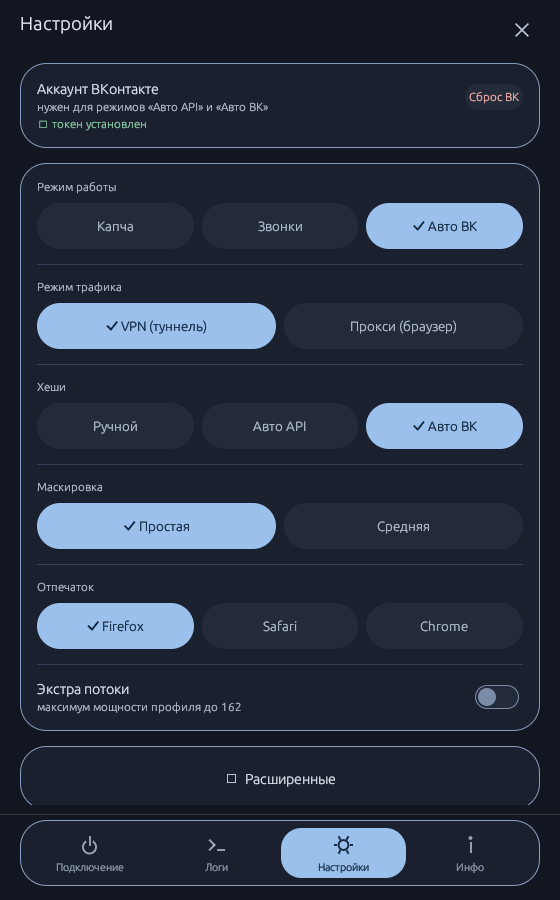 Настройки
Аккаунт ВКонтакте
нужен для режимов «Авто API» и «Авто ВК»
токен установлен
Сброс ВК
Режим работы
Капча
Звонки
Авто ВК
Режим трафика
VPN (туннель)
Прокси (браузер)
Хеши
Ручной
Авто API
Авто ВК
Маскировка
Простая
Средняя
Отпечаток
Firefox
Safari
Chrome
Экстра потоки
максимум мощности профиля до 162
Расширенные
Подключение
Логи
Настройки
Инфо